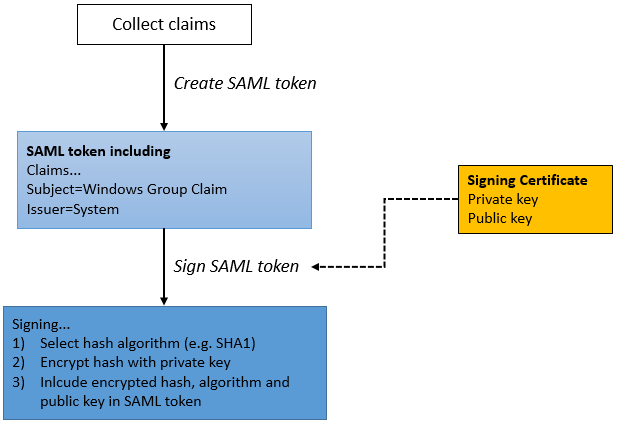 Collect claims
Create SAML token
SAML token including
Claims...
Subject=Windows Group Claim
Issuer=System
Signing Certificate
Private key
Public key
Sign SAML token
Signing...
1) Select hash algorithm (e.g. SHA1)
2) Encrypt hash with private key
3) Inlcude encrypted hash, algorithm and
public key in SAML token